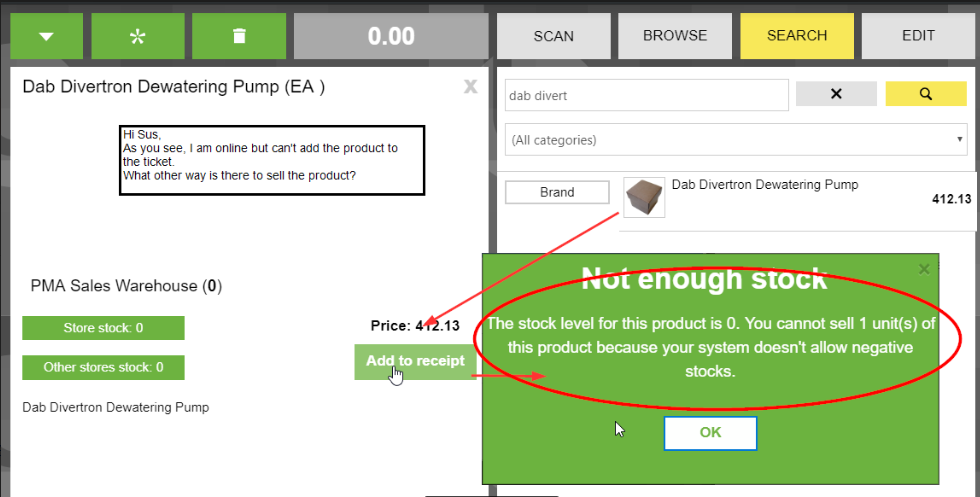 0.00
SCAN
BROWSE
SEARCH
EDIT
Dab Divertron Dewatering Pump (EA )
X
Hi Sus,
As you see, I am online but can't add the product to
the ticket.
What other way is there to sell the product?
PMA Sales Warehouse (0)
Store stock: 0
Other stores stock: 0
Price: 412.13
Add to receipt
Dab Divertron Dewatering Pump
dab divert
(All categories)
Brand
Dab Divertron Dewatering Pump
412.13
Not enough stock
The stock level for this product is 0. You cannot sell 1 unit(s) of
this product because your system doesn't allow negative
stocks.
OK